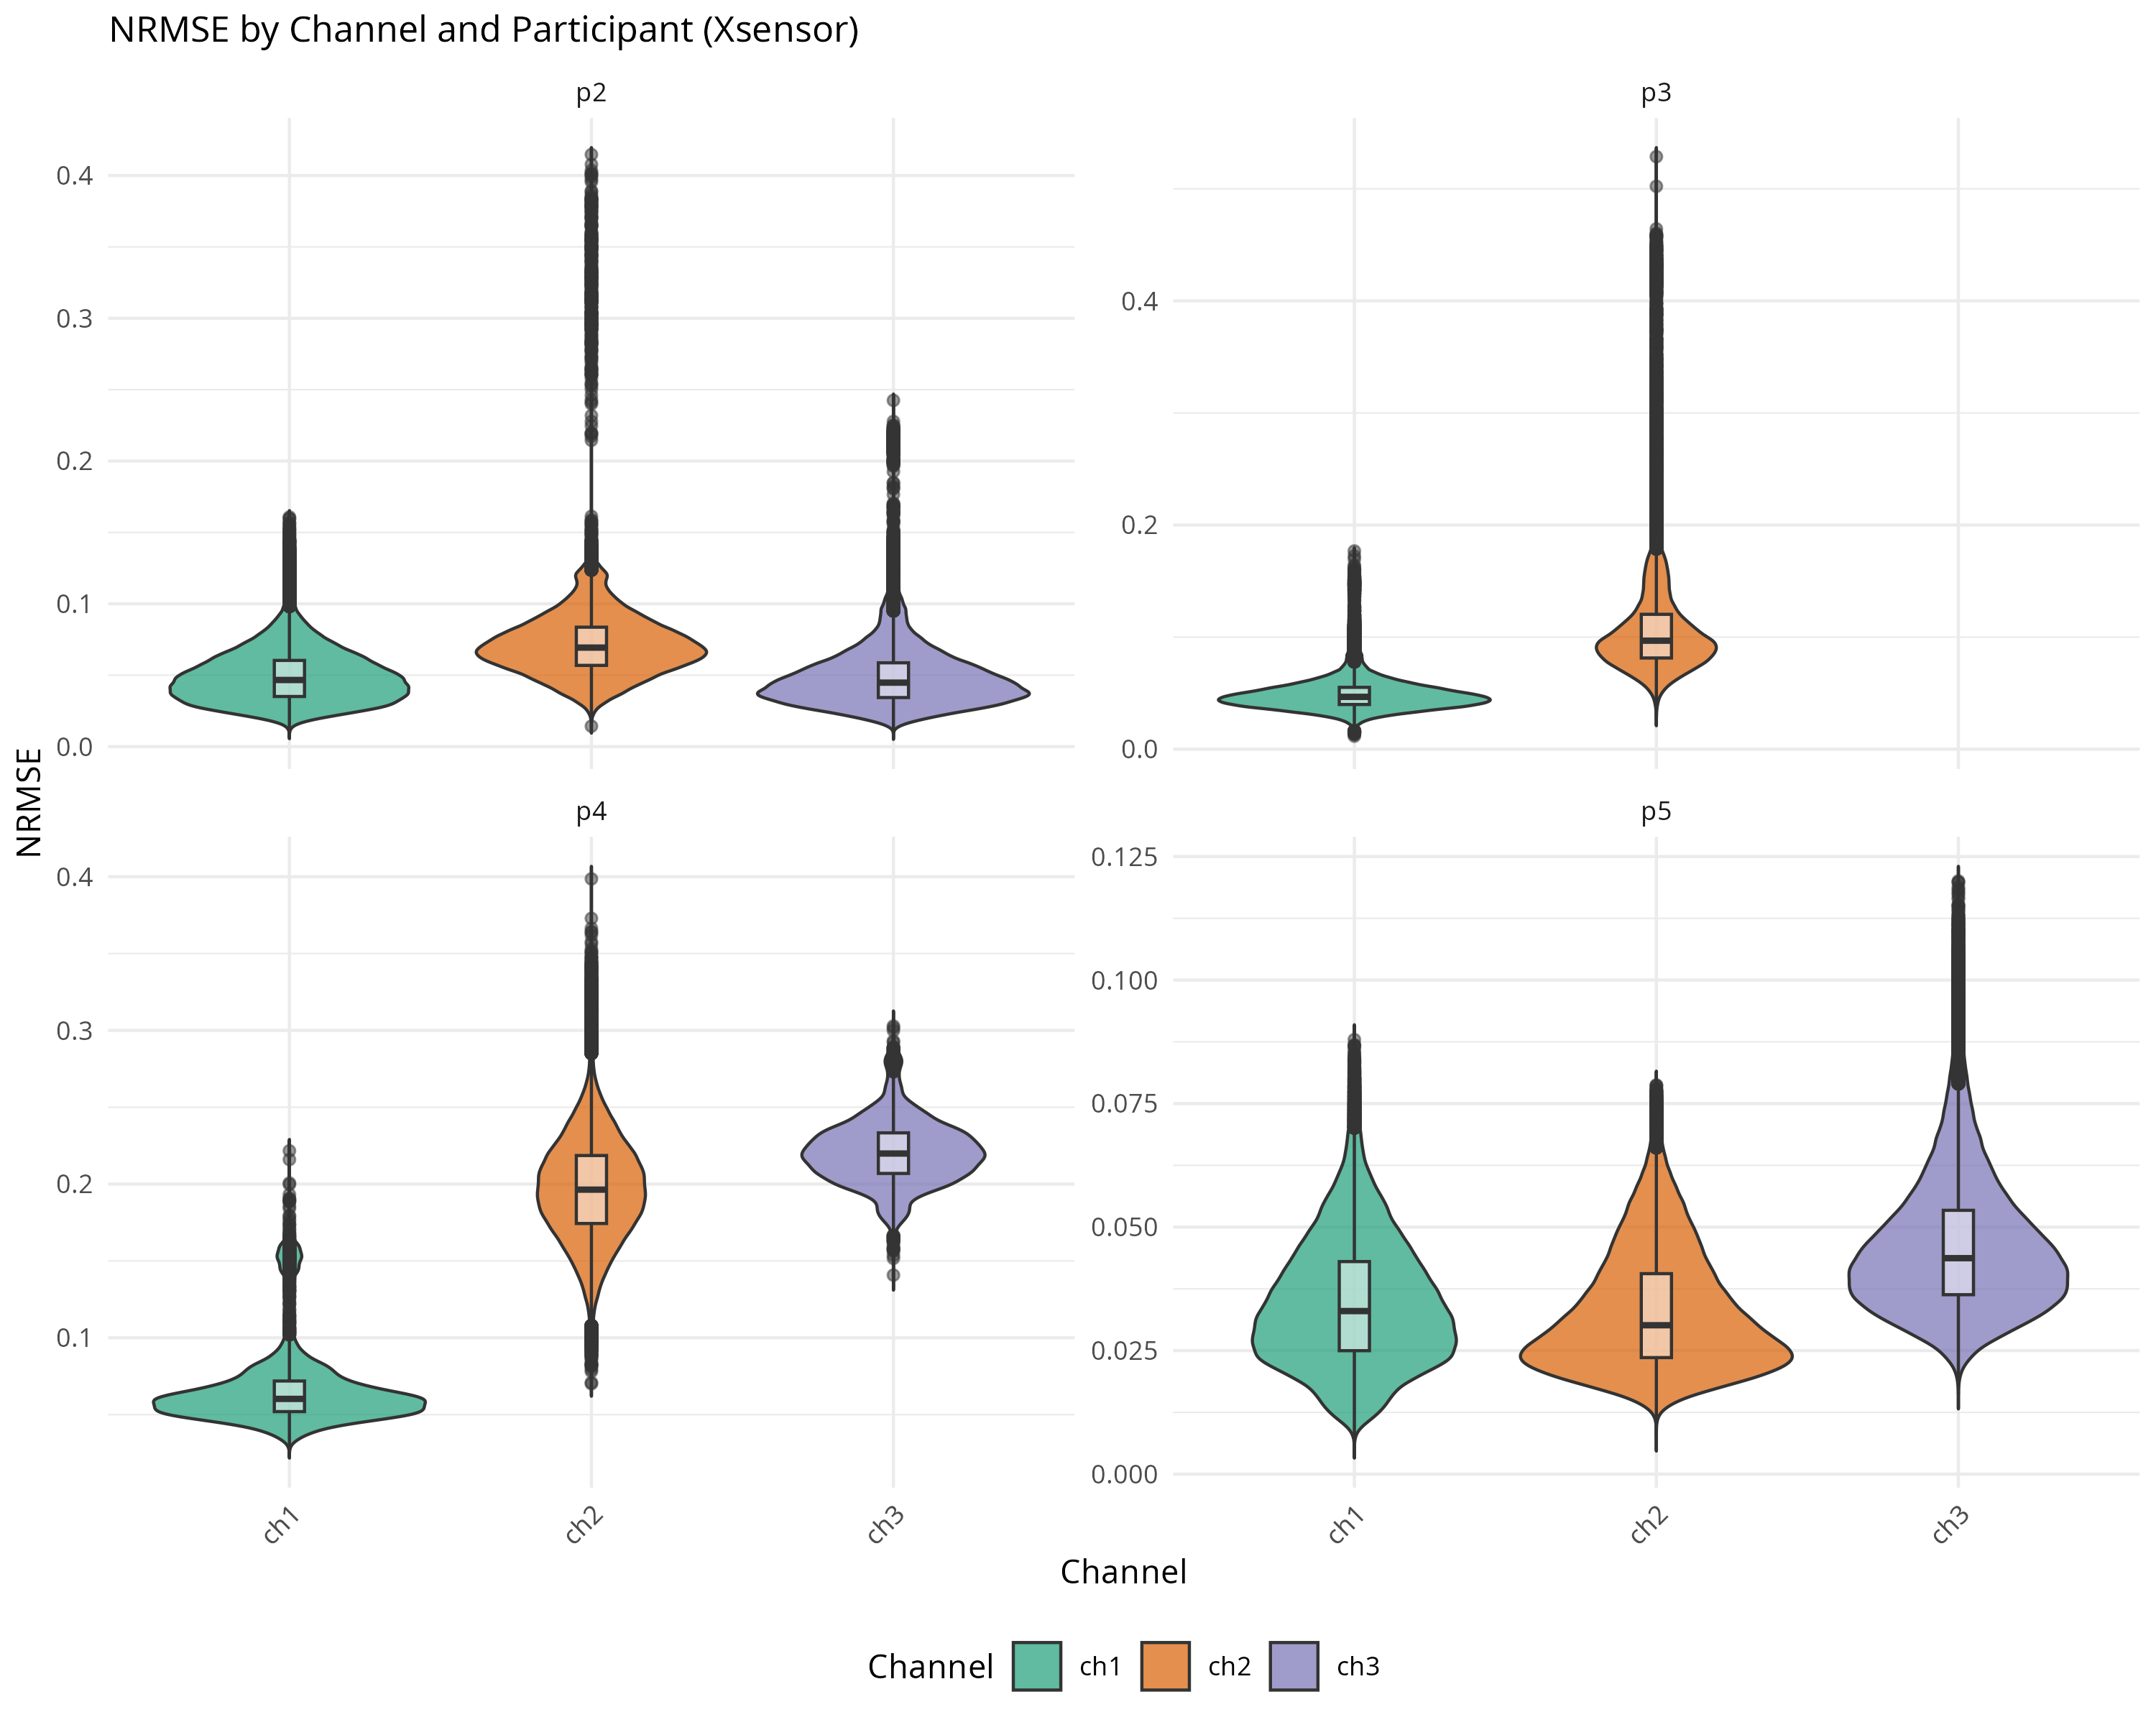 NRMSE by Channel and Participant (Xsensor)
p2
p3
0.4
0.3
0.2
0.1
0.0
0.4
0.2
0.0
NRMSE
p4
p5
0.4
0.3
0.2
0.1
0.125
0.100
0.075
0.050
0.025
0.000
ch1
ch2
ch3
ch1
ch2
ch3
Channel
Channel ch1 ch2 ch3